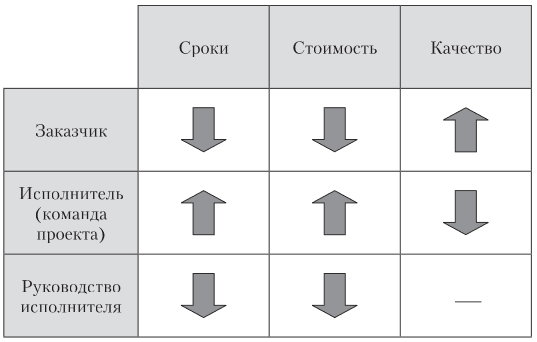 Сроки
Стоимость
Качество
Заказчик
Исполнитель
(команда
проекта)
Руководство
исполнителя
—